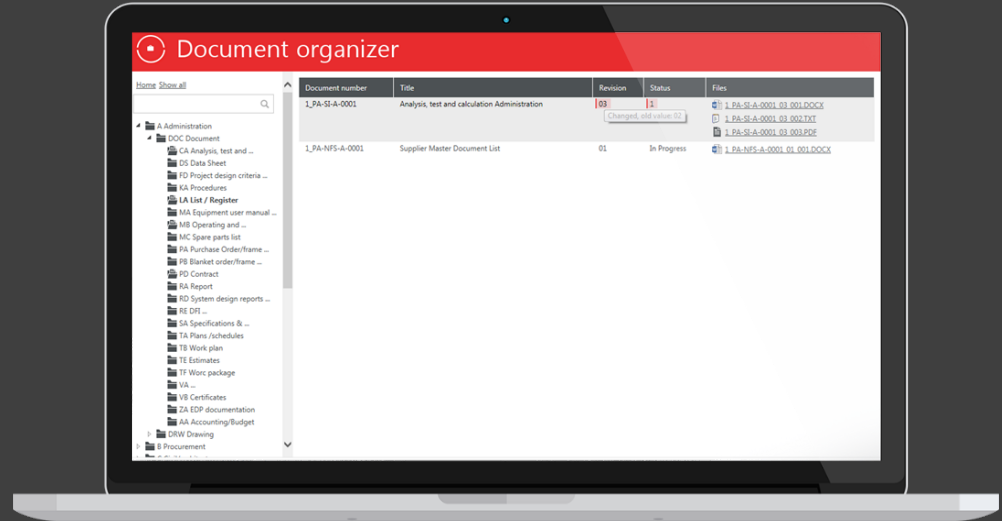 Document organizer
Home Show all
A Administration
DOC Document
CA Analysis, test and ...
DS Data Sheet
FD Project design criteria ...
KA Procedures
LA List / Register
MA Equipment user manual ...
MB Operating and ...
MC Spare parts list
PA Purchase Order/frame ...
PB Blanket order/frame ...
PD Contract
RA Report
RD System design reports ...
RE DFI ...
SA Specifications & ...
TA Plans /schedules
TB Work plan
TE Estimates
TF Worc package
VA ...
VB Certificates
ZA EDP documentation
AA Accounting/Budget
DRW Drawing
B Procurement
Document number Title Revision Status Files
1_PA-SI-A-0001 Analysis, test and calculation Administration 03 1 1_PA-SI-A-0001_03_001.DOCX
Changed, old value: 02 1_PA-SI-A-0001_03_002.TXT
1_PA-SI-A-0001_03_003.PDF
1_PA-NFS-A-0001 Supplier Master Document List 01 In Progress 1_PA-NFS-A-0001_01_001.DOCX